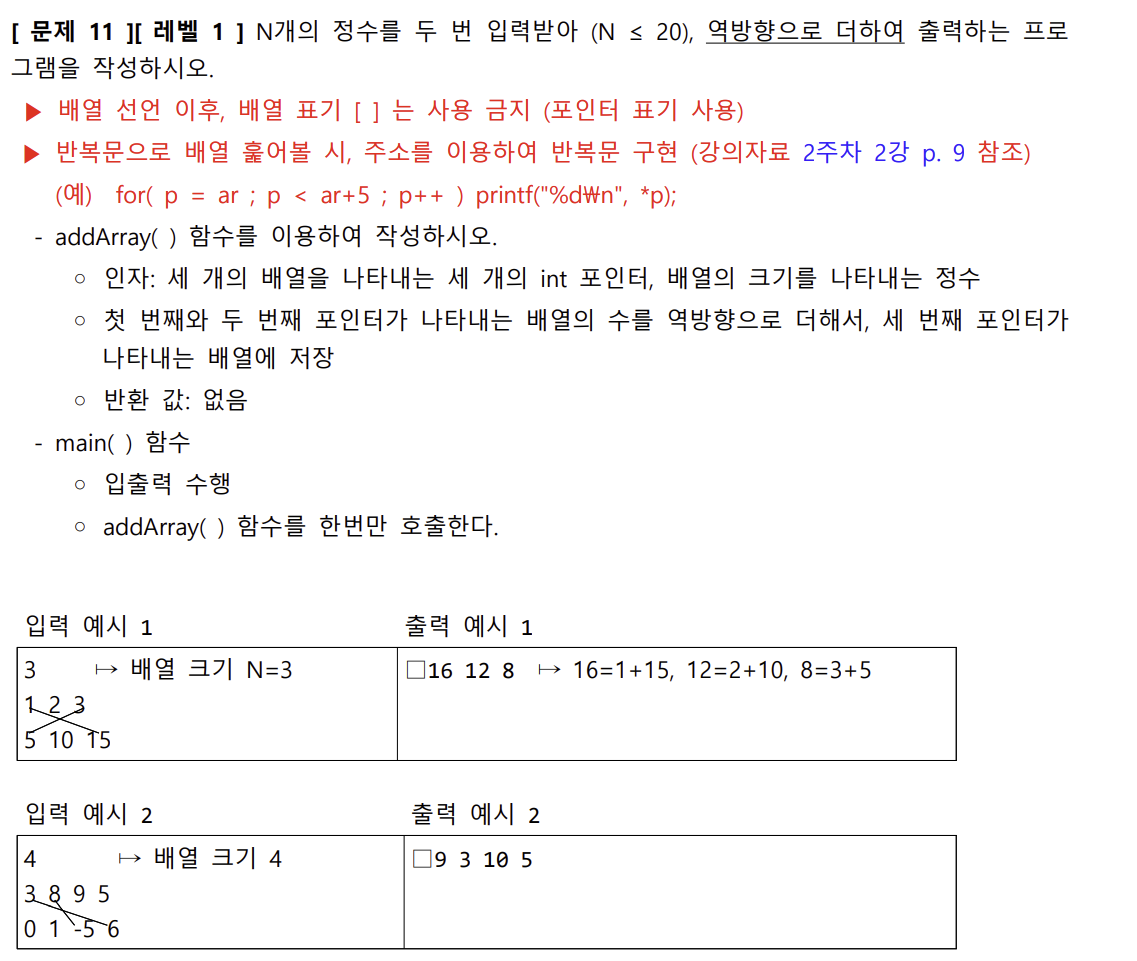 [ 문제 11 ][ 레벨 1 ] N개의 정수를 두 번 입력받아 (N ≤ 20), 역방향으로 더하여 출력하는 프로
그램을 작성하시오.
▶ 배열 선언 이후, 배열 표기 [ ] 는 사용 금지 (포인터 표기 사용)
▶ 반복문으로 배열 훑어볼 시, 주소를 이용하여 반복문 구현 (강의자료 2주차 2강 p. 9 참조)
(예) for( p = ar ; p < ar+5 ; p++ ) printf("%d₩n", *p);
- addArray( ) 함수를 이용하여 작성하시오.
○ 인자: 세 개의 배열을 나타내는 세 개의 int 포인터, 배열의 크기를 나타내는 정수
○ 첫 번째와 두 번째 포인터가 나타내는 배열의 수를 역방향으로 더해서, 세 번째 포인터가
나타내는 배열에 저장
○ 반환 값: 없음
- main( ) 함수
○ 입출력 수행
○ addArray( ) 함수를 한번만 호출한다.
입력 예시 1
출력 예시 1
3 ↦ 배열 크기 N=3
□16 12 8 ↦ 16=1+15, 12=2+10, 8=3+5
1 2 3
5 10 15
입력 예시 2
출력 예시 2
4 ↦ 배열 크기 4
□9 3 10 5
3 8 9 5
0 1 -5 6